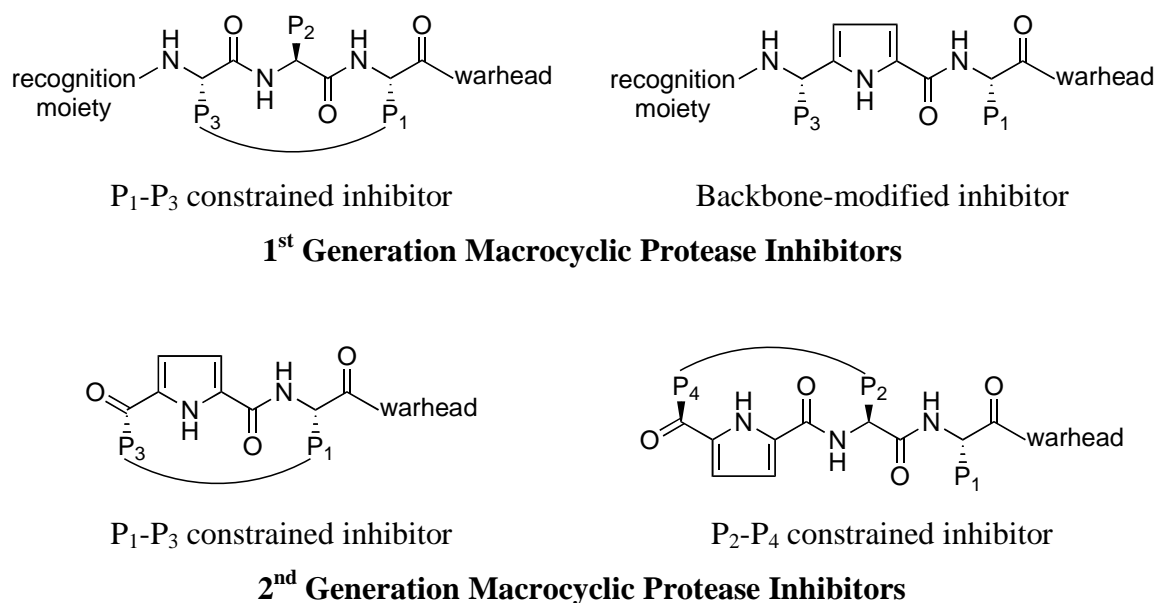 recognition moiety H N P₃ O N H P₂ O H N P₁ O warhead
recognition moiety H N P₃ N H O H N P₁ O warhead
P₁-P₃ constrained inhibitor
Backbone-modified inhibitor
1ˢᵗ Generation Macrocyclic Protease Inhibitors
O P₃ N H O H N P₁ O warhead
O P₄ H N O N H P₂ O H N P₁ O warhead
P₁-P₃ constrained inhibitor
P₂-P₄ constrained inhibitor
2ⁿᵈ Generation Macrocyclic Protease Inhibitors